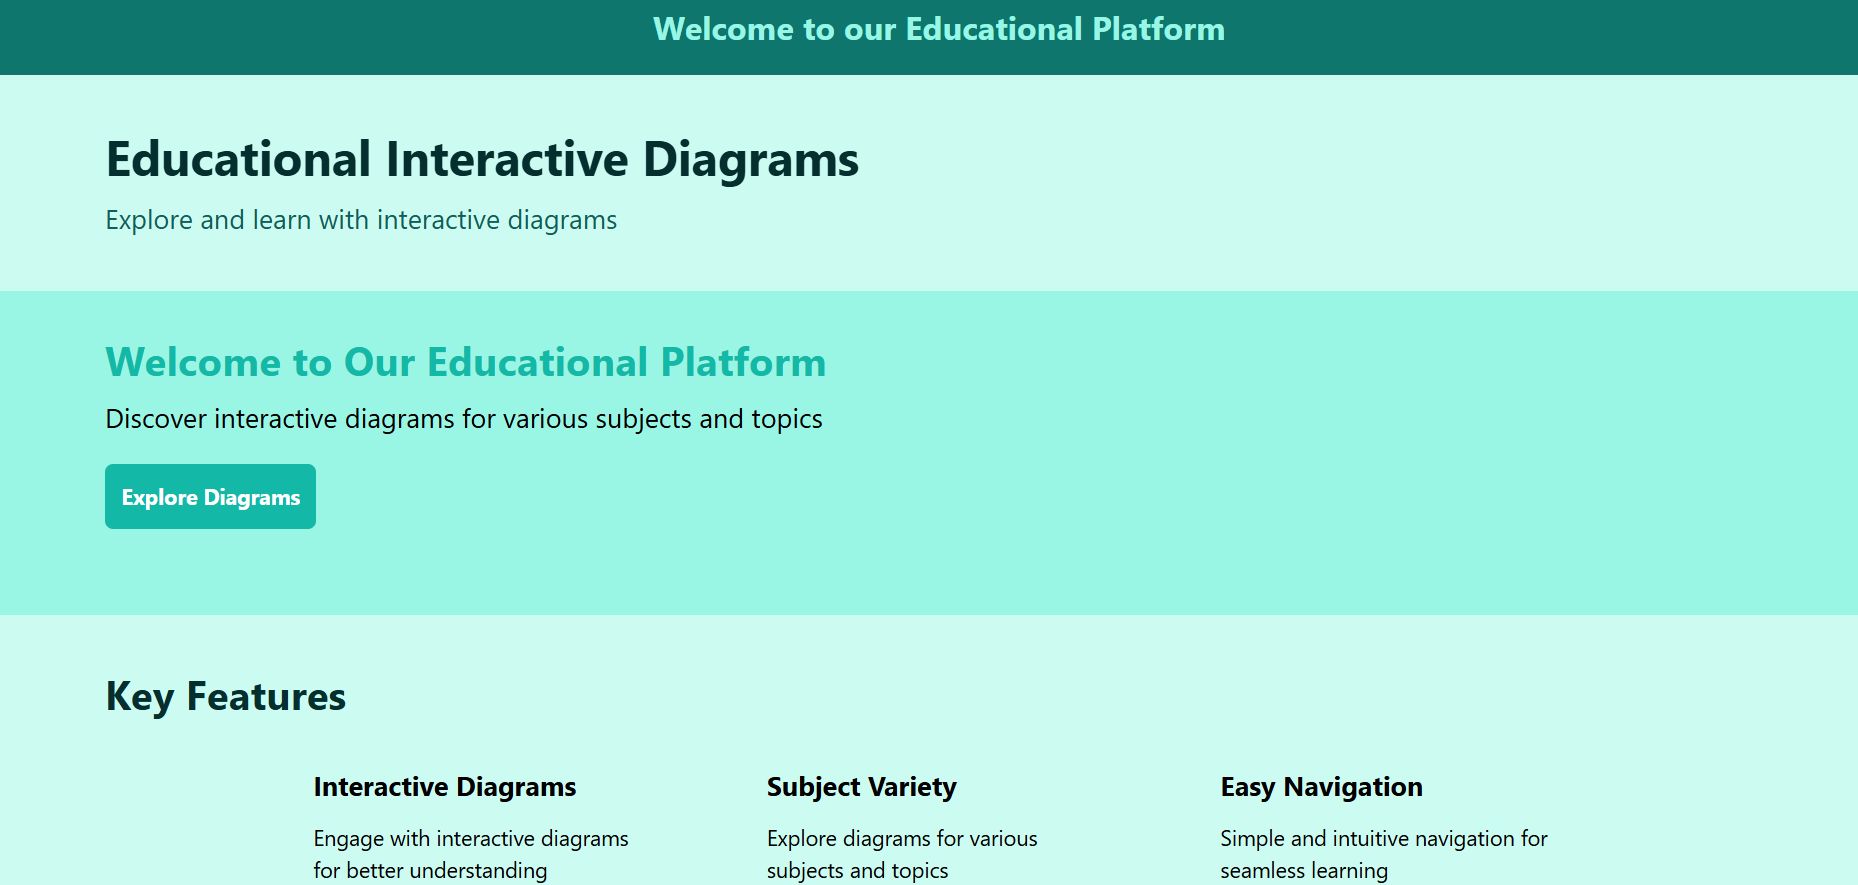 Welcome to our Educational Platform
Educational Interactive Diagrams
Explore and learn with interactive diagrams
Welcome to Our Educational Platform
Discover interactive diagrams for various subjects and topics
Explore Diagrams
Key Features
Interactive Diagrams
Engage with interactive diagrams
for better understanding
Subject Variety
Explore diagrams for various
subjects and topics
Easy Navigation
Simple and intuitive navigation for
seamless learning